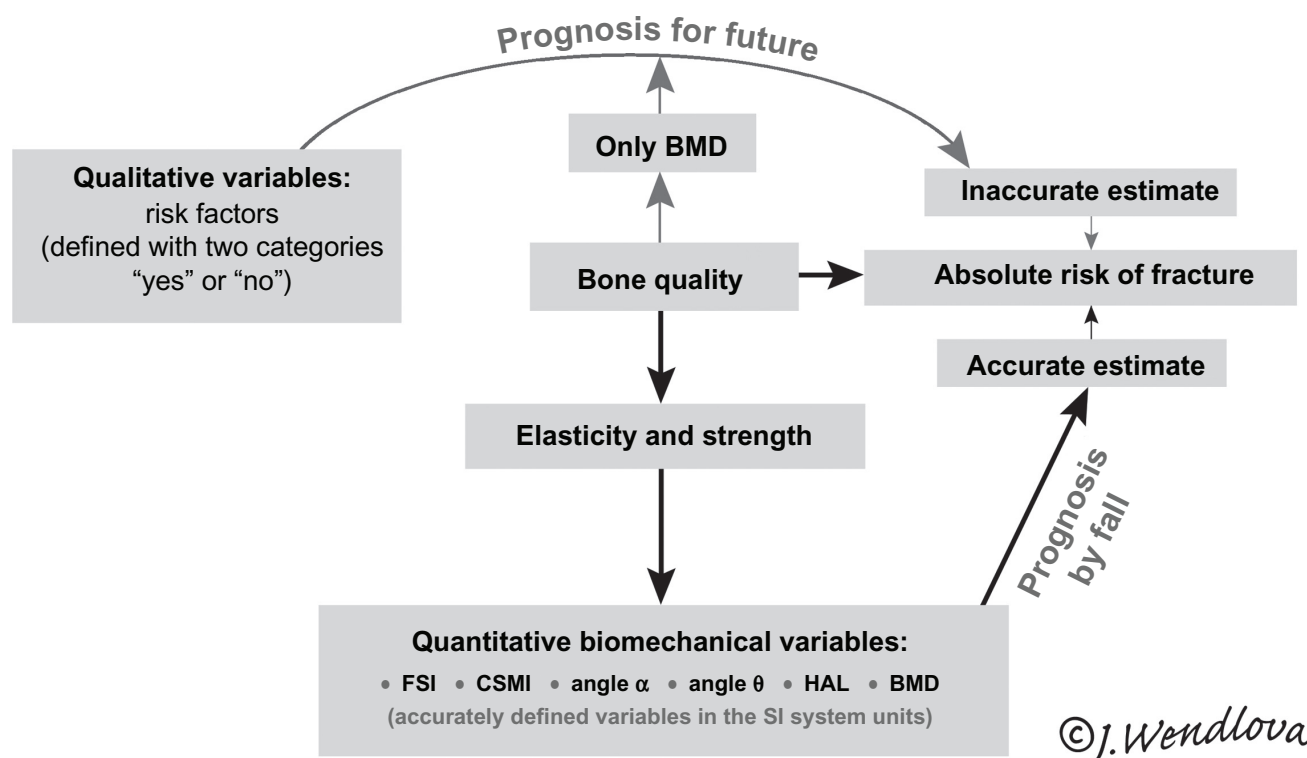 Prognosis for future
Only BMD
Qualitative variables:
risk factors
(defined with two categories
“yes” or “no”)
Inaccurate estimate
Bone quality
Absolute risk of fracture
Accurate estimate
Elasticity and strength
Prognosis
by fall
Quantitative biomechanical variables:
• FSI • CSMI • angle α • angle θ • HAL • BMD
(accurately defined variables in the SI system units)
©J.Wendlova